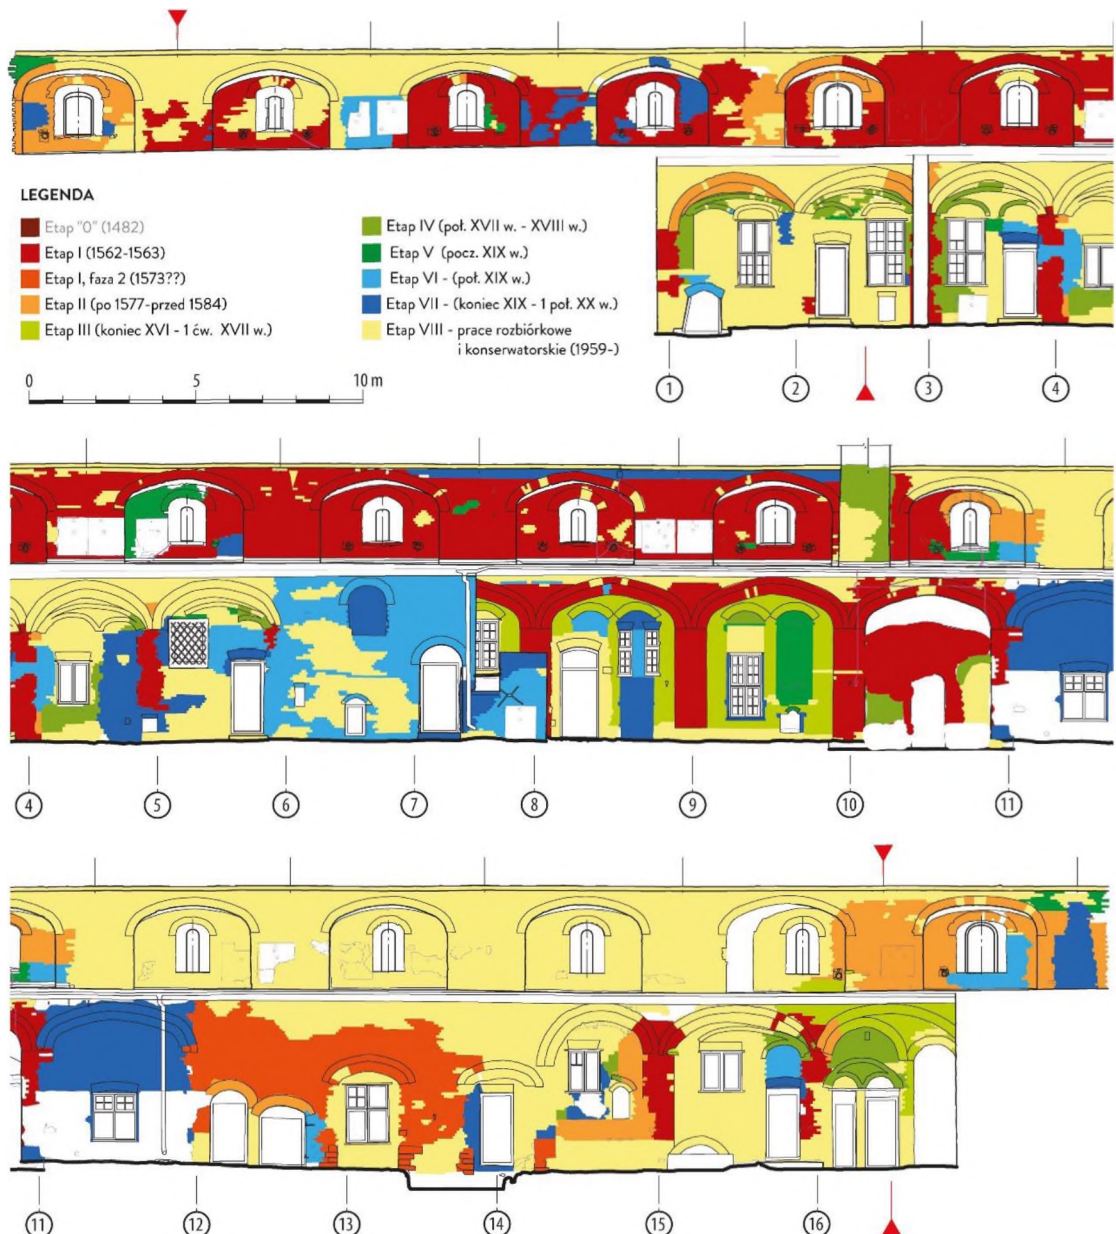 LEGENDA
Etap "0" (1482)
Etap I (1562-1563)
Etap I, faza 2 (1573??)
Etap II (po 1577-przed 1584)
Etap III (koniec XVI - 1 ćw. XVII w.)
Etap IV (poł. XVII w. - XVIII w.)
Etap V (pocz. XIX w.)
Etap VI - (poł. XIX w.)
Etap VII - (koniec XIX - 1 poł. XX w.)
Etap VIII - prace rozbiórkowe
i konserwatorskie (1959-)
0 5 10 m
1 2 3 4
4 5 6 7 8 9 10 11
11 12 13 14 15 16